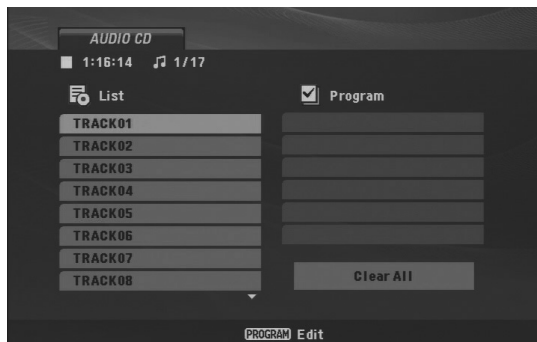 AUDIO CD
1:16:14 1/17
List
Program
TRACK01
TRACK02
TRACK03
TRACK04
TRACK05
TRACK06
TRACK07
TRACK08
Clear All
PROGRAM Edit